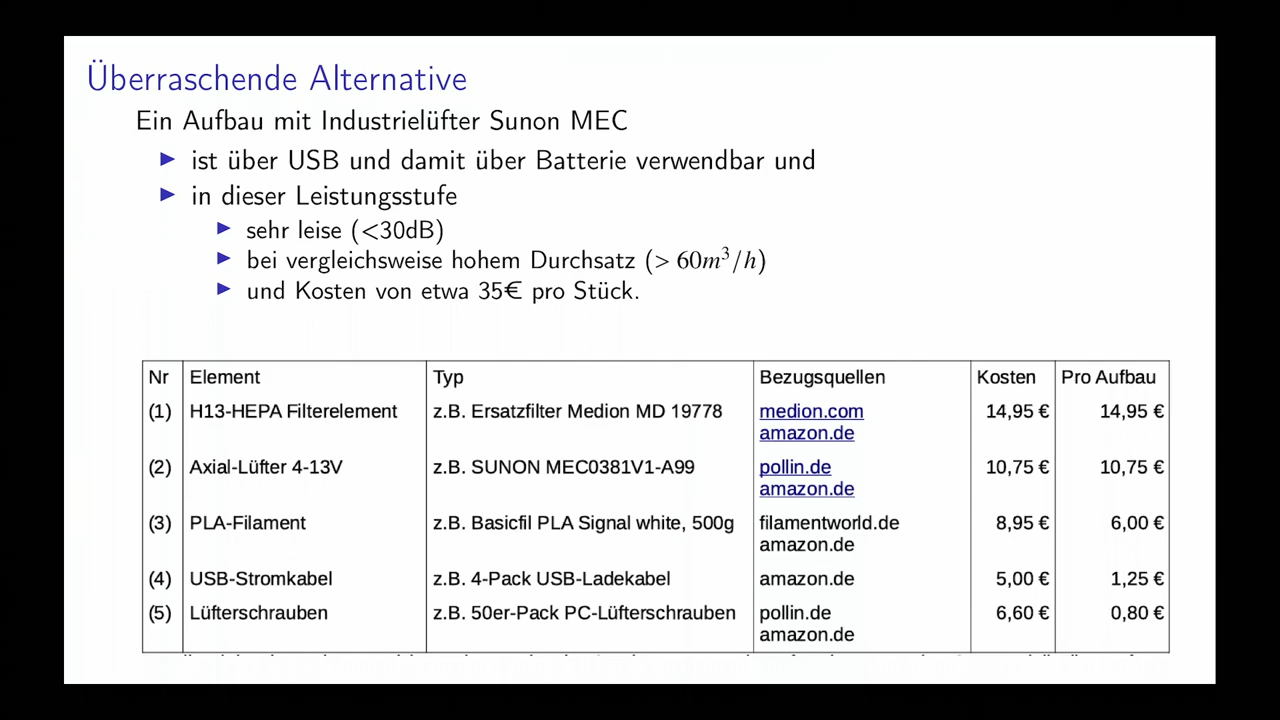 Überraschende Alternative
Ein Aufbau mit Industrielüfter Sunon MEC
▶ ist über USB und damit über Batterie verwendbar und
▶ in dieser Leistungsstufe
▶ sehr leise (<30dB)
▶ bei vergleichsweise hohem Durchsatz (> 60m³/h)
▶ und Kosten von etwa 35€ pro Stück.
Nr Element Typ Bezugsquellen Kosten Pro Aufbau
(1) H13-HEPA Filterelement z.B. Ersatzfilter Medion MD 19778 medion.com 14,95 € 14,95 €
amazon.de
(2) Axial-Lüfter 4-13V z.B. SUNON MEC0381V1-A99 pollin.de 10,75 € 10,75 €
amazon.de
(3) PLA-Filament z.B. Basicfil PLA Signal white, 500g filamentworld.de 8,95 € 6,00 €
amazon.de
(4) USB-Stromkabel z.B. 4-Pack USB-Ladekabel amazon.de 5,00 € 1,25 €
(5) Lüfterschrauben z.B. 50er-Pack PC-Lüfterschrauben pollin.de 6,60 € 0,80 €
amazon.de